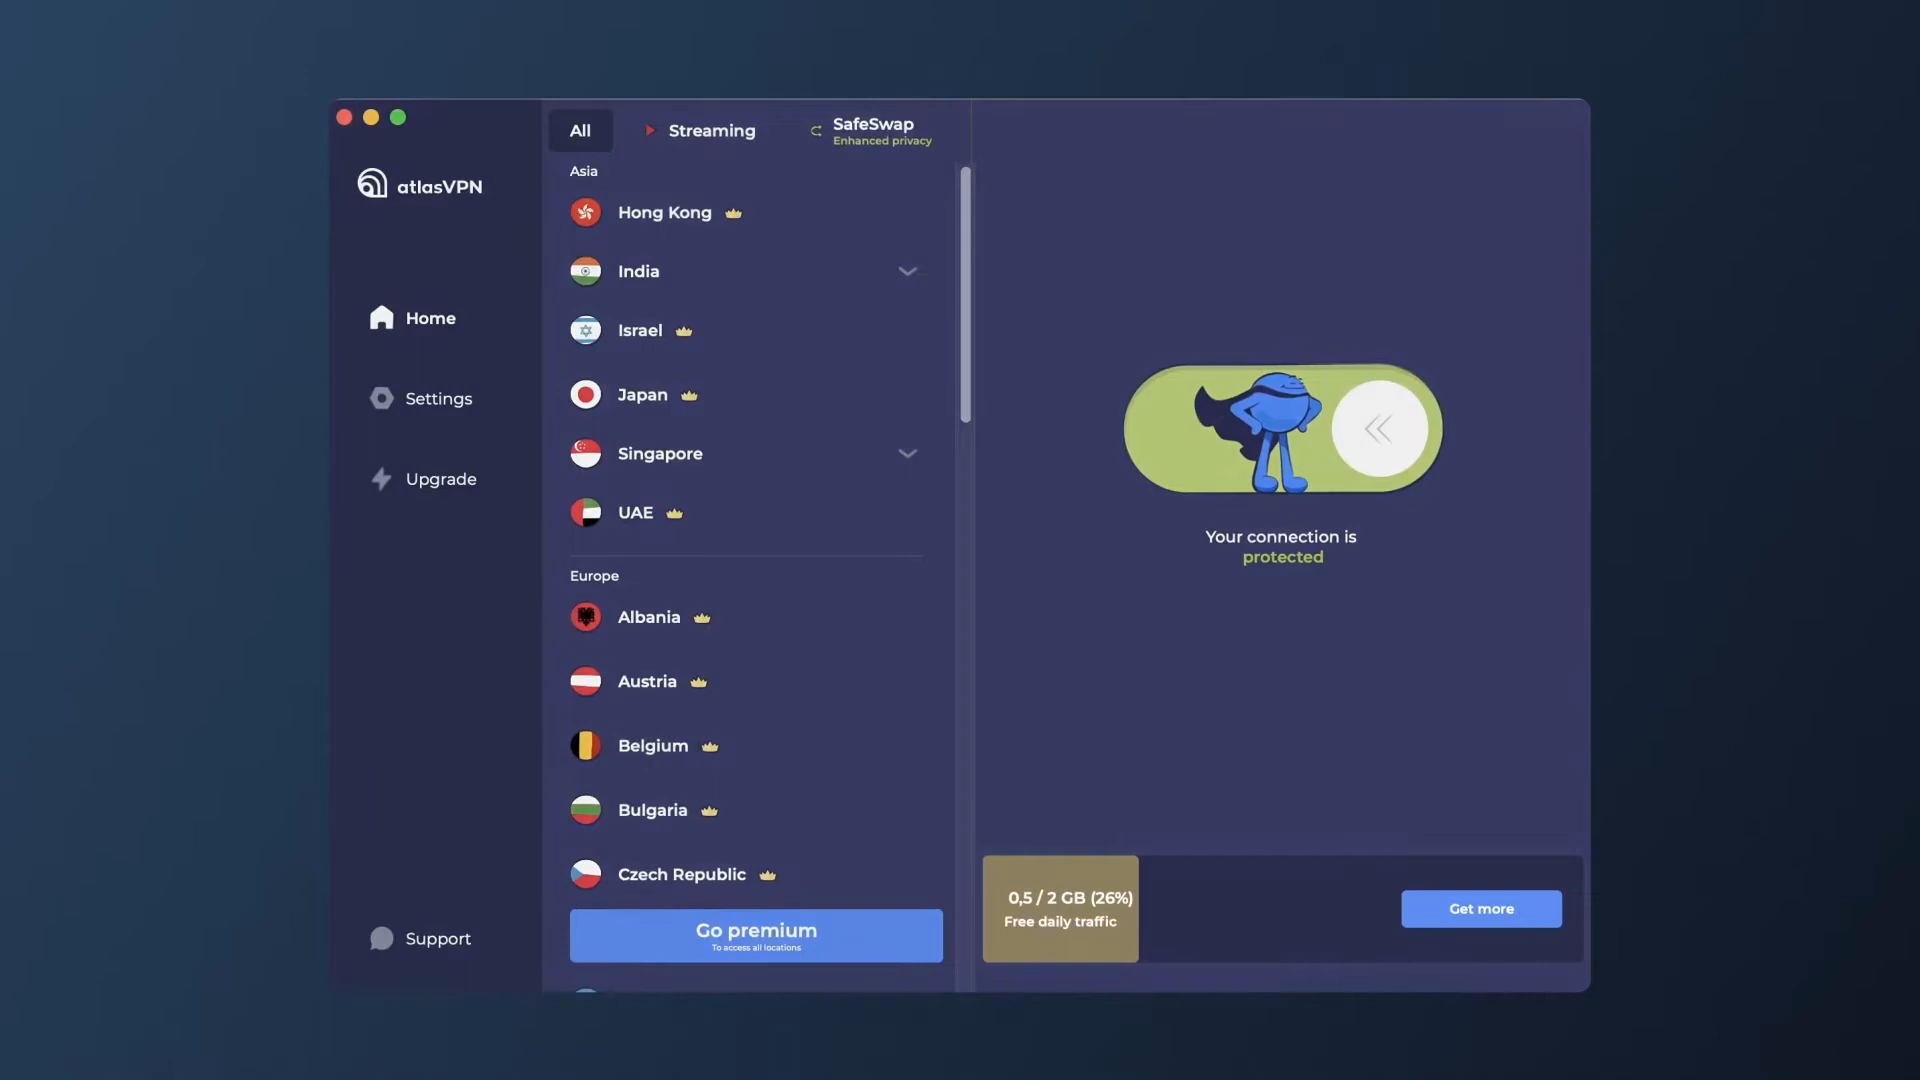 atlasVPN
Home
Settings
Upgrade
Support
All
Streaming
SafeSwap
Enhanced privacy
Asia
Hong Kong
India
Israel
Japan
Singapore
UAE
Europe
Albania
Austria
Belgium
Bulgaria
Czech Republic
Go premium
To access all locations
Your connection is
protected
0,5 / 2 GB (26%)
Free daily traffic
Get more